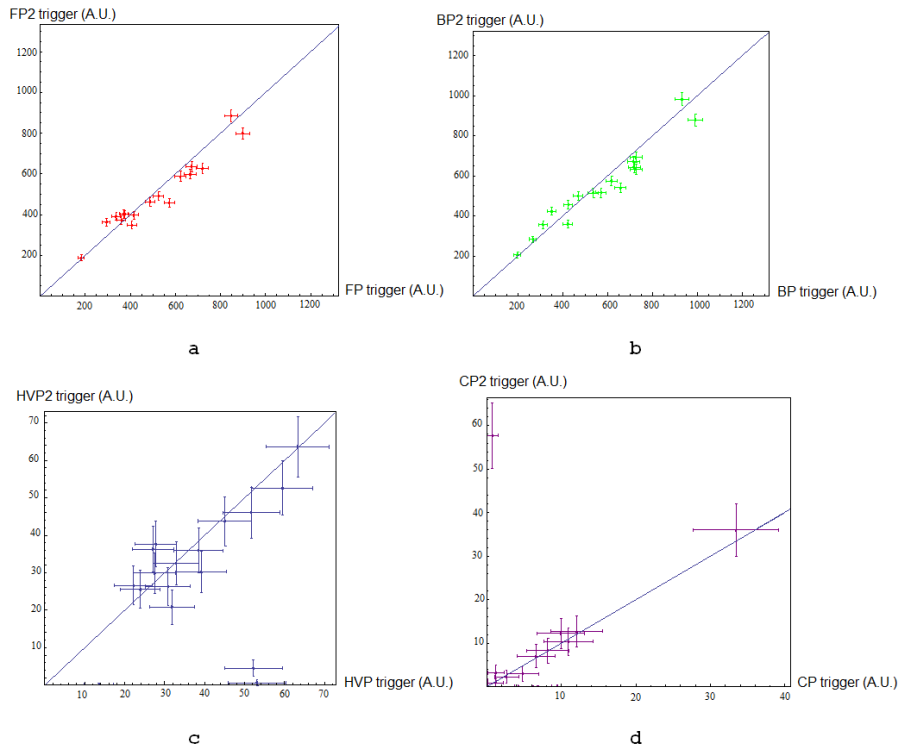 FP2 trigger (A.U.)
1200
1000
800
600
400
200
200 400 600 800 1000 1200
FP trigger (A.U.)
a
BP2 trigger (A.U.)
1200
1000
800
600
400
200
200 400 600 800 1000 1200
BP trigger (A.U.)
b
HVP2 trigger (A.U.)
70
60
50
40
30
20
10
10 20 30 40 50 60 70
HVP trigger (A.U.)
c
CP2 trigger (A.U.)
60
50
40
30
20
10
10 20 30 40
CP trigger (A.U.)
d